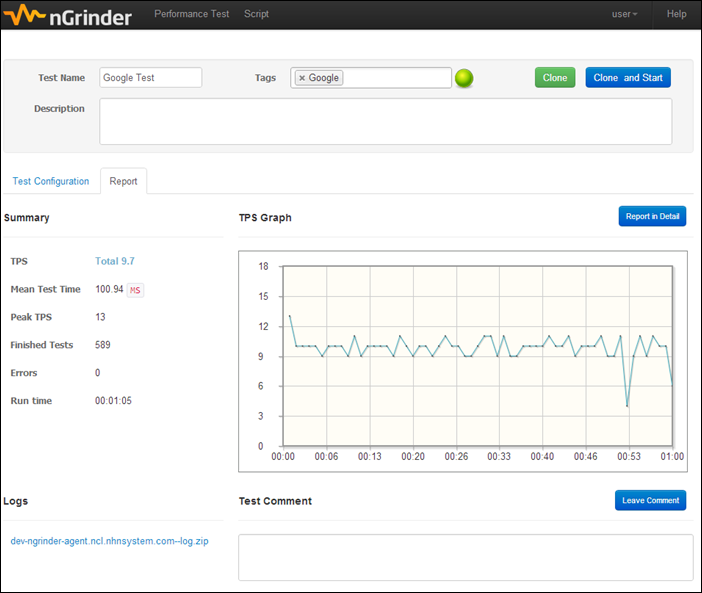 nGrinder Performance Test Script user Help
Test Name Google Test Tags × Google Clone Clone and Start
Description
Test Configuration Report
Summary TPS Graph Report in Detail
TPS Total 9.7
Mean Test Time 100.94 MS
Peak TPS 13
Finished Tests 589
Errors 0
Run time 00:01:05
18
15
12
9
6
3
0
00:00 00:06 00:13 00:20 00:26 00:33 00:40 00:46 00:53 01:00
Logs Test Comment Leave Comment
dev-ngrinder-agent.ncl.nhnsystem.com--log.zip